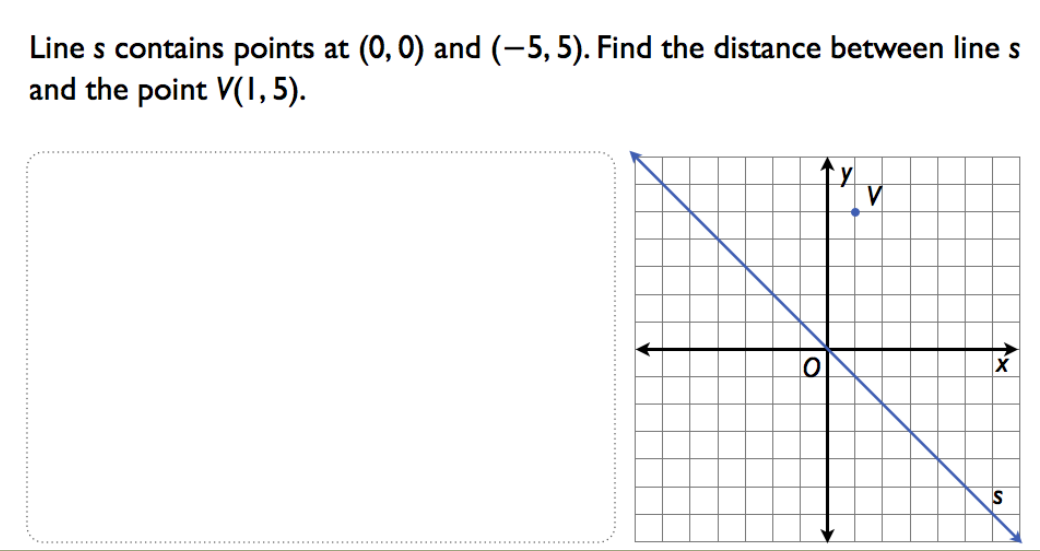 Line s contains points at (0, 0) and (−5, 5). Find the distance between line s
and the point V(1, 5).
y
V
O
x
s